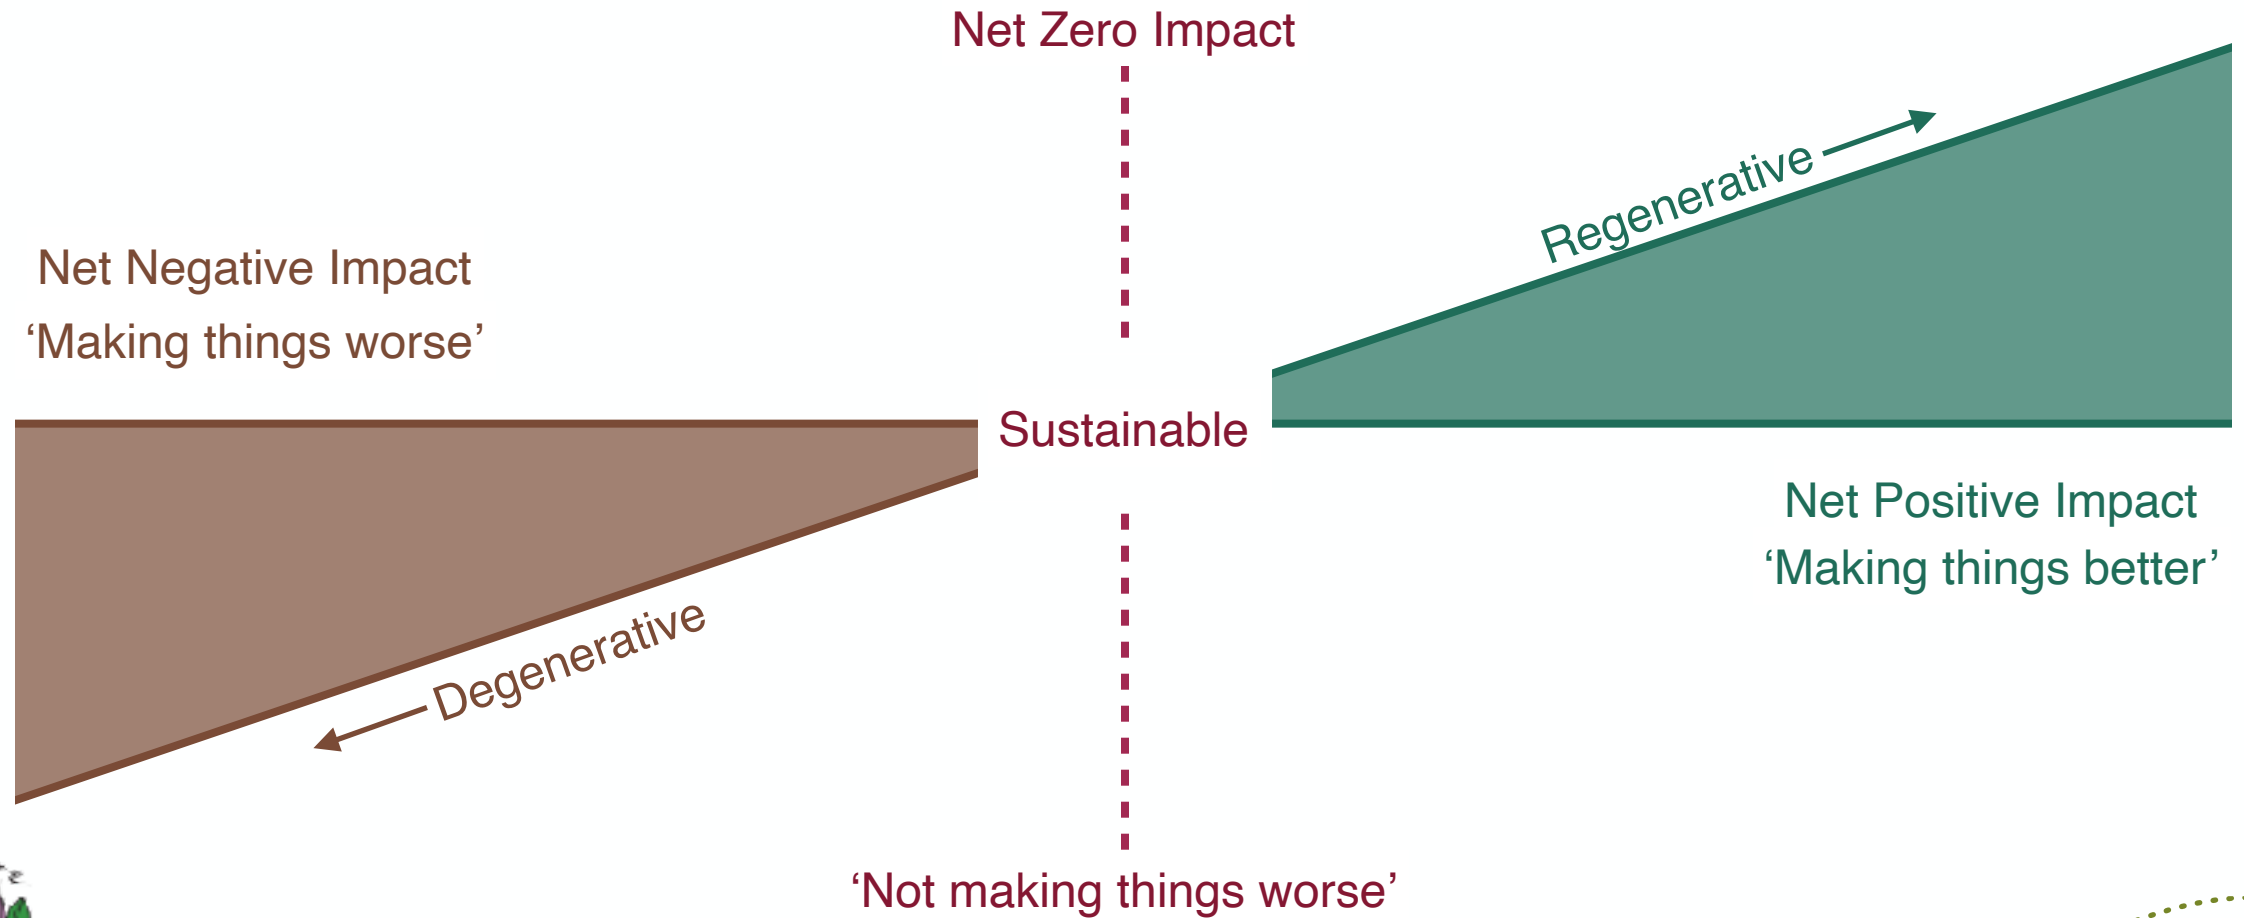 Net Zero Impact
Regenerative
Net Negative Impact
‘Making things worse’
Sustainable
Net Positive Impact
‘Making things better’
Degenerative
‘Not making things worse’